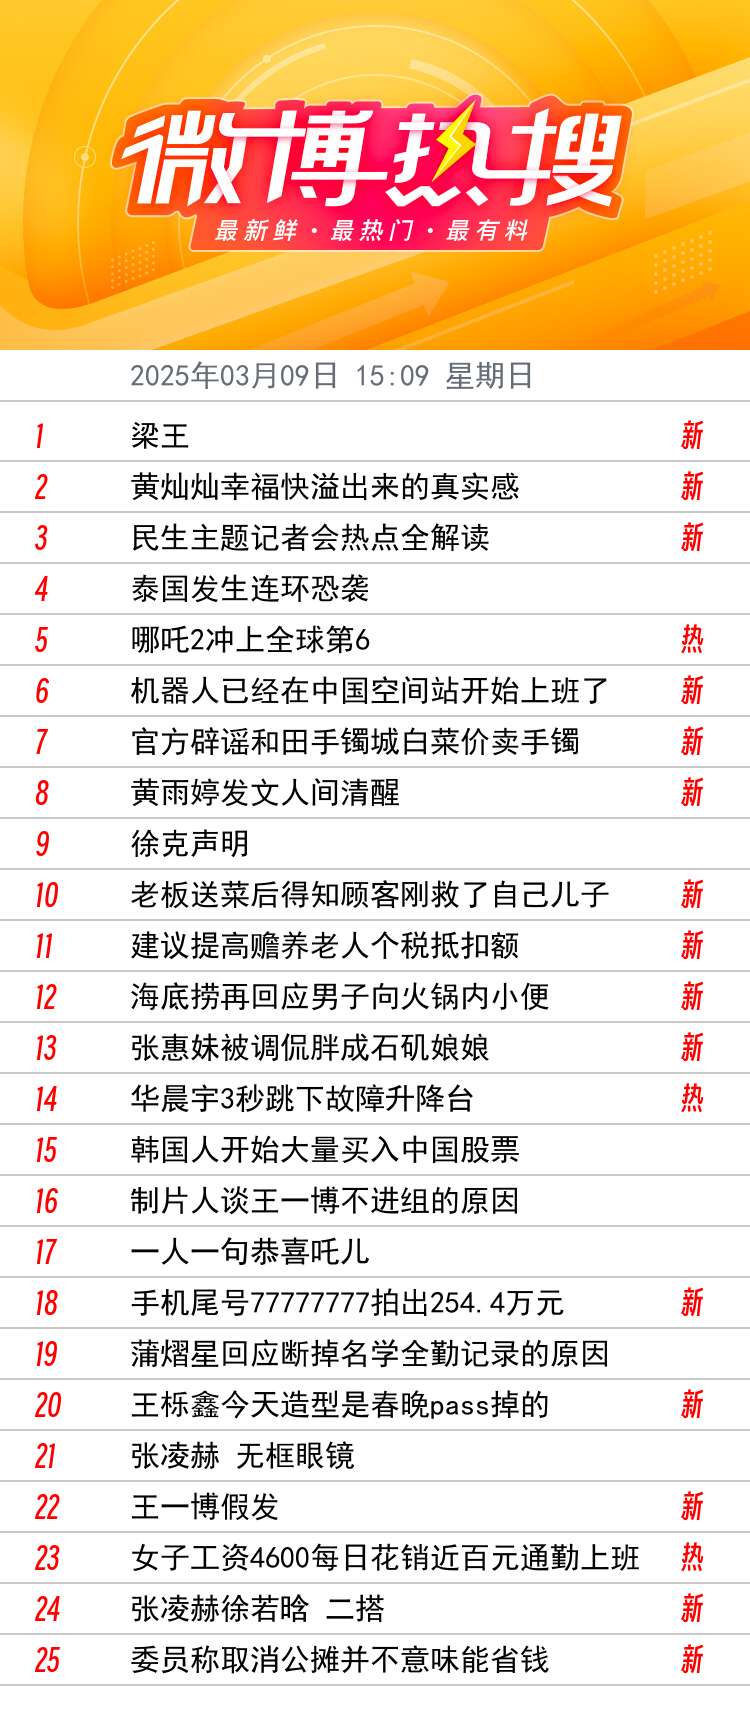 微博热搜
最新鲜·最热门·最有料
2025年03月09日 15:09 星期日
1 梁王 新
2 黄灿灿幸福快溢出来的真实感 新
3 民生主题记者会热点全解读 新
4 泰国发生连环恐袭
5 哪吒2冲上全球第6 热
6 机器人已经在中国空间站开始上班了 新
7 官方辟谣和田手镯城白菜价卖手镯 新
8 黄雨婷发文人间清醒 新
9 徐克声明
10 老板送菜后得知顾客刚救了自己儿子 新
11 建议提高赡养老人个税抵扣额 新
12 海底捞再回应男子向火锅内小便 新
13 张惠妹被调侃胖成石矶娘娘 新
14 华晨宇3秒跳下故障升降台 热
15 韩国人开始大量买入中国股票
16 制片人谈王一博不进组的原因
17 一人一句恭喜吒儿
18 手机尾号77777777拍出254.4万元 新
19 蒲熠星回应断掉名学全勤记录的原因
20 王栎鑫今天造型是春晚pass掉的 新
21 张凌赫 无框眼镜
22 王一博假发 新
23 女子工资4600每日花销近百元通勤上班 热
24 张凌赫徐若晗 二搭 新
25 委员称取消公摊并不意味能省钱 新